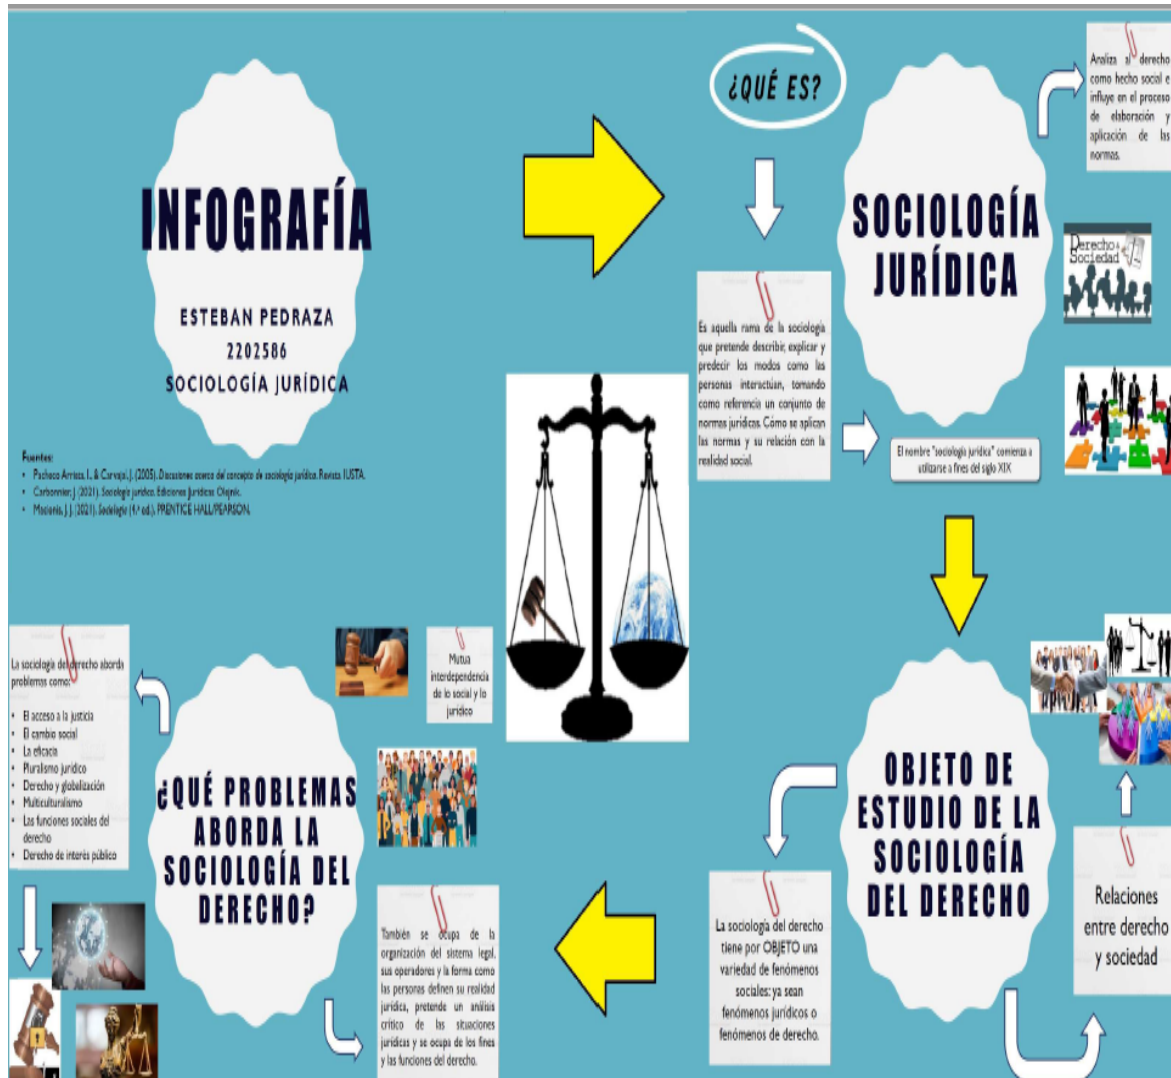 INFOGRAFÍA
ESTEBAN PEDRAZA
2202586
SOCIOLOGÍA JURÍDICA
Fuentes:
• Pacheco Arrieta, I., & Carvajal, J. (2005). Discusiones acerca del concepto de sociología jurídica. Revista IUSTA.
• Carbonnier, J. (2021). Sociología jurídica. Ediciones Jurídicas Olejnik.
• Macionis, J. J. (2021). Sociología (4.ª ed.). PRENTICE HALL/PEARSON.
¿QUÉ ES?
SOCIOLOGÍA
JURÍDICA
Analiza al derecho
como hecho social e
influye en el proceso
de elaboración y
aplicación de las
normas.
Derecho &
Sociedad
Es aquella rama de la sociología
que pretende describir, explicar y
predecir los modos como las
personas interactúan, tomando
como referencia un conjunto de
normas jurídicas. Cómo se aplican
las normas y su relación con la
realidad social.
El nombre "sociología jurídica" comienza a
utilizarse a fines del siglo XIX
OBJETO DE
ESTUDIO DE LA
SOCIOLOGÍA
DEL DERECHO
Relaciones
entre derecho
y sociedad
La sociología del derecho
tiene por OBJETO una
variedad de fenómenos
sociales: ya sean
fenómenos jurídicos o
fenómenos de derecho.
¿QUÉ PROBLEMAS
ABORDA LA
SOCIOLOGÍA DEL
DERECHO?
Mutua
interdependencia
de lo social y lo
jurídico
La sociología del derecho aborda
problemas como:
• El acceso a la justicia
• El cambio social
• La eficacia
• Pluralismo jurídico
• Derecho y globalización
• Multiculturalismo
• Las funciones sociales del
derecho
• Derecho de interés público
También se ocupa de la
organización del sistema legal,
sus operadores y la forma como
las personas definen su realidad
jurídica, pretende un análisis
crítico de las situaciones
jurídicas y se ocupa de los fines
y las funciones del derecho.